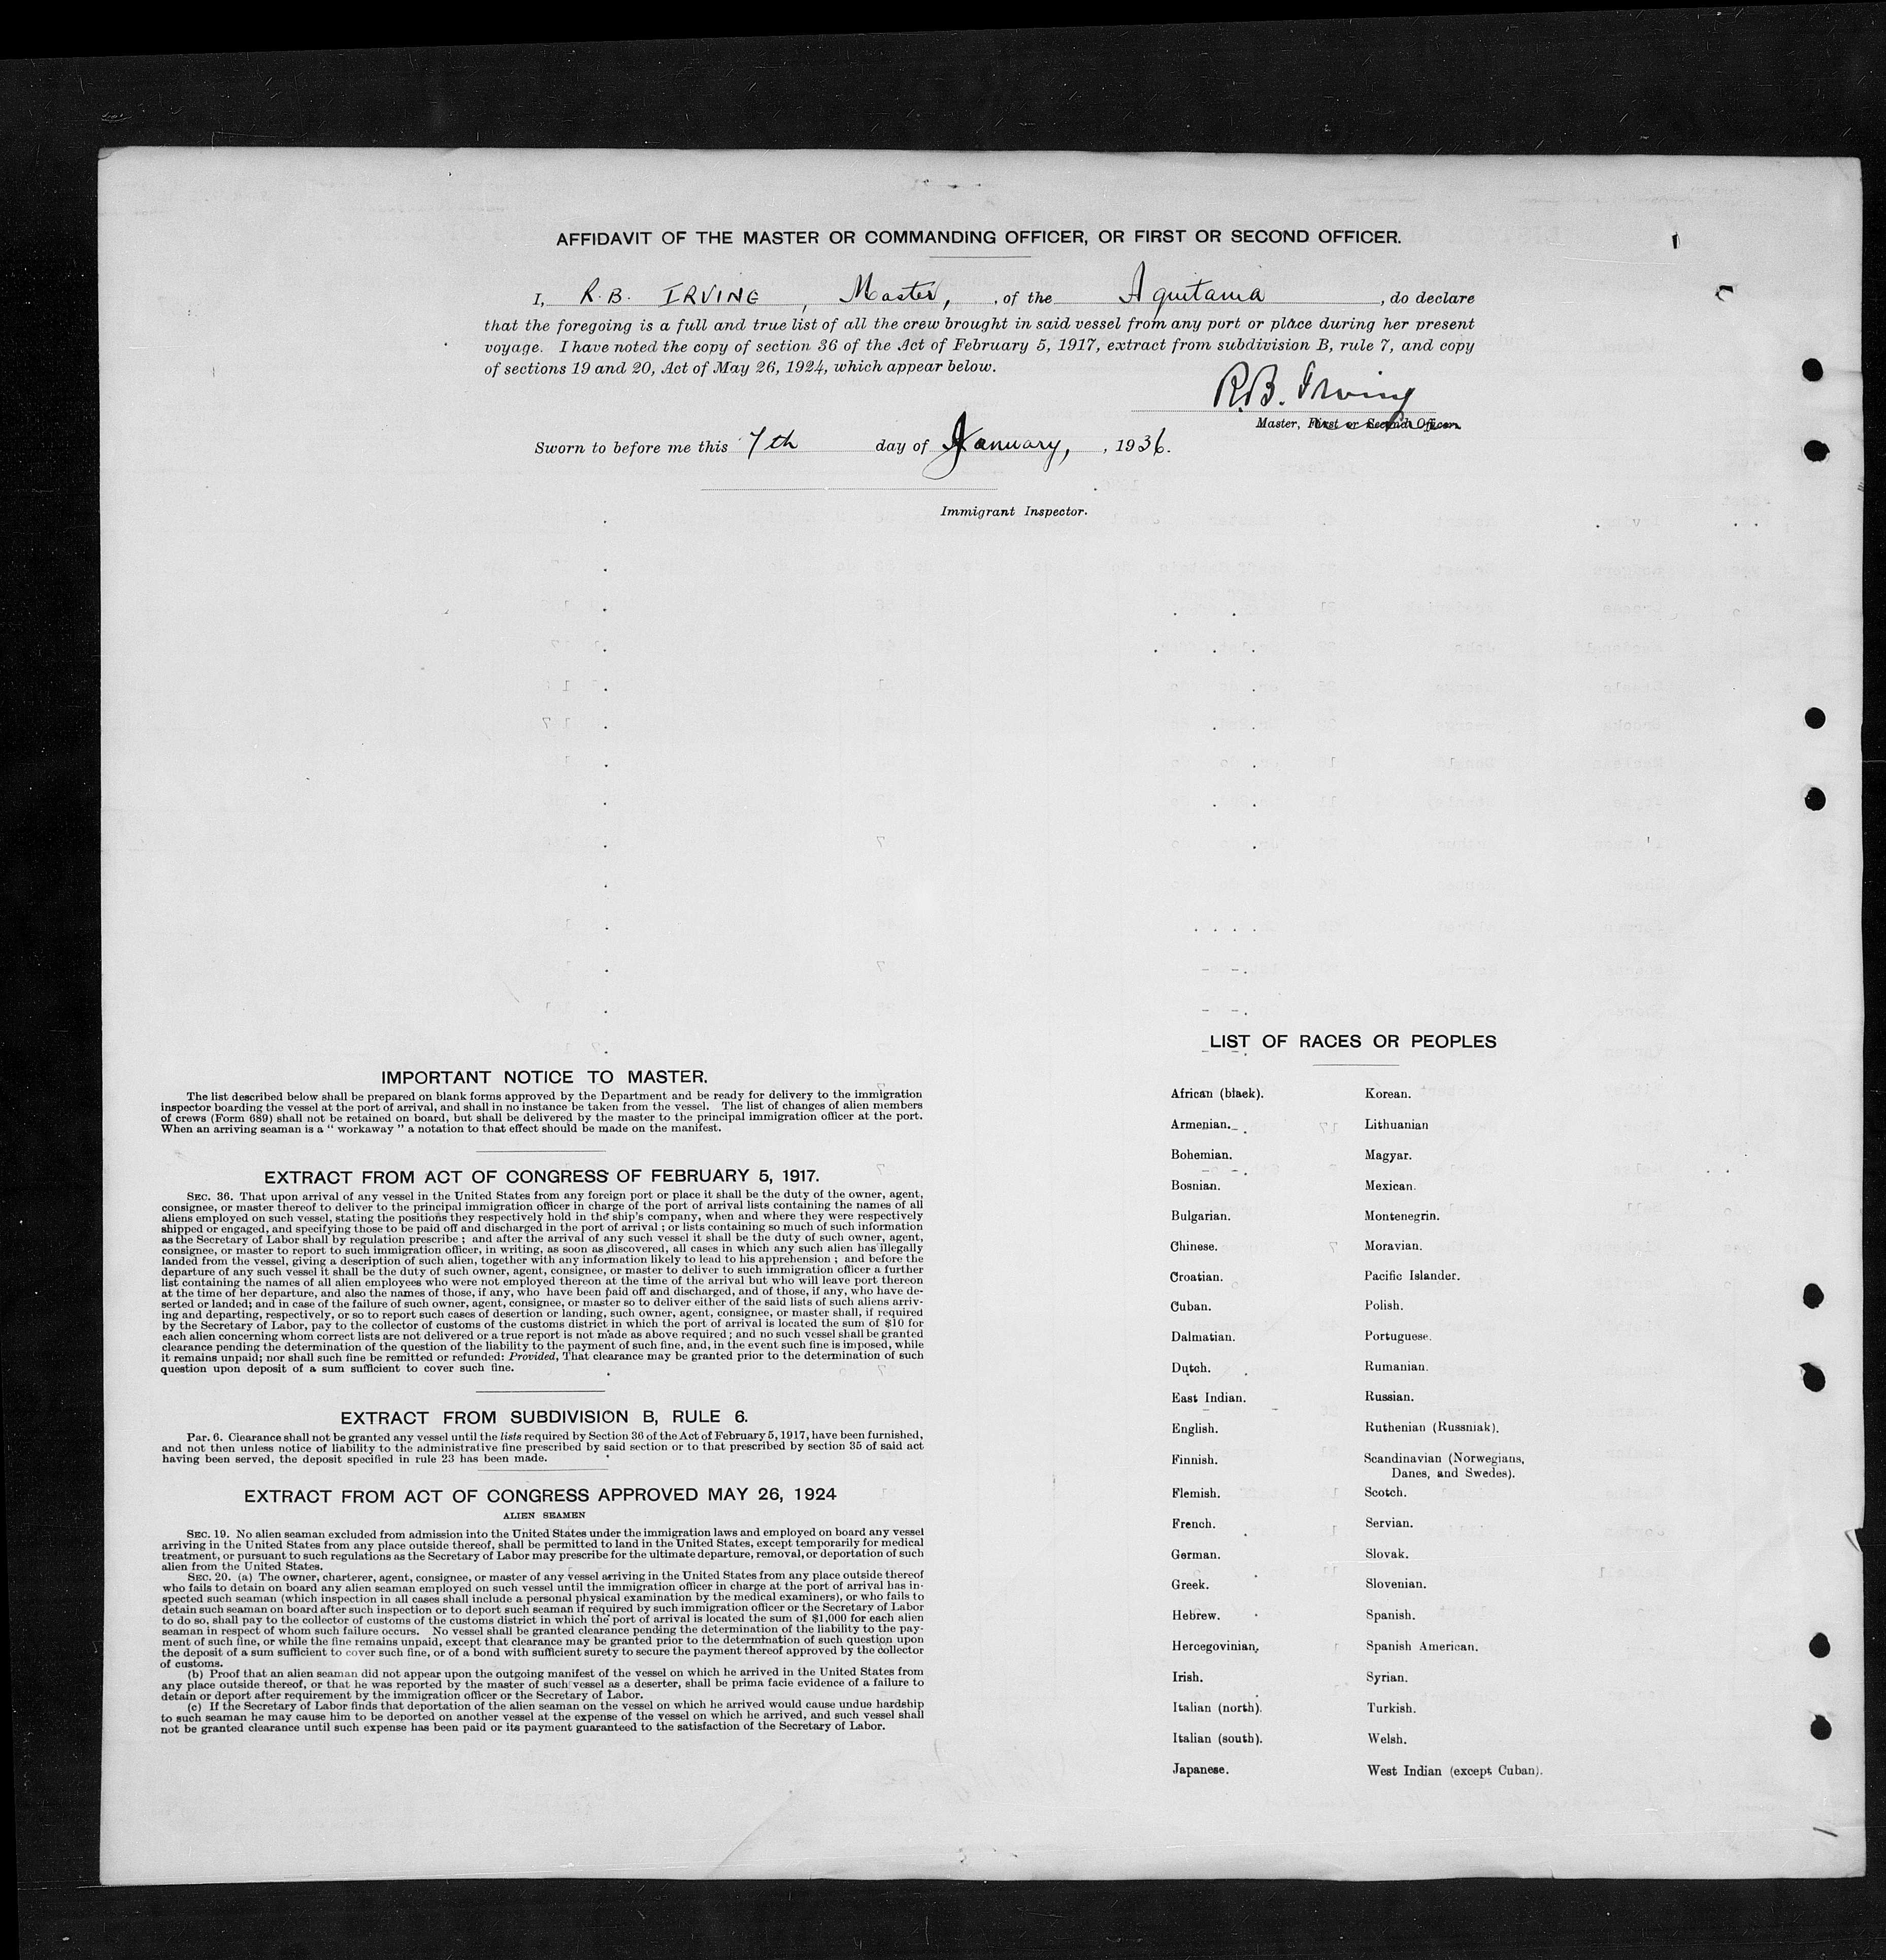 AFFIDAVIT OF THE MASTER OR COMMANDING OFFICER, OR FIRST OR SECOND OFFICER.
I, R. B. IRVING, Master, , of the Aquitania, do declare
that the foregoing is a full and true list of all the crew brought in said vessel from any port or place during her present
voyage. I have noted the copy of section 36 of the Act of February 5, 1917, extract from subdivision B, rule 7, and copy
of sections 19 and 20, Act of May 26, 1924, which appear below.
R.B. Irving
Master, First or Second Officer.
Sworn to before me this 7th day of January, , 1936.
Immigrant Inspector.
IMPORTANT NOTICE TO MASTER.
The list described below shall be prepared on blank forms approved by the Department and be ready for delivery to the immigration
inspector boarding the vessel at the port of arrival, and shall in no instance be taken from the vessel. The list of changes of alien members
of crews (Form 689) shall not be retained on board, but shall be delivered by the master to the principal immigration officer at the port.
When an arriving seaman is a " workaway " a notation to that effect should be made on the manifest.
EXTRACT FROM ACT OF CONGRESS OF FEBRUARY 5, 1917.
SEC. 36. That upon arrival of any vessel in the United States from any foreign port or place it shall be the duty of the owner, agent,
consignee, or master thereof to deliver to the principal immigration officer in charge of the port of arrival lists containing the names of all
aliens employed on such vessel, stating the positions they respectively hold in the ship's company, when and where they were respectively
shipped or engaged, and specifying those to be paid off and discharged in the port of arrival ; or lists containing so much of such information
as the Secretary of Labor shall by regulation prescribe ; and after the arrival of any such vessel it shall be the duty of such owner, agent,
consignee, or master to report to such immigration officer, in writing, as soon as discovered, all cases in which any such alien has illegally
landed from the vessel, giving a description of such alien, together with any information likely to lead to his apprehension ; and before the
departure of any such vessel it shall be the duty of such owner, agent, consignee, or master to deliver to such immigration officer a further
list containing the names of all alien employees who were not employed thereon at the time of the arrival but who will leave port thereon
at the time of her departure, and also the names of those, if any, who have been paid off and discharged, and of those, if any, who have de-
serted or landed; and in case of the failure of such owner, agent, consignee, or master so to deliver either of the said lists of such aliens arriv-
ing and departing, respectively, or so to report such cases of desertion or landing, such owner, agent, consignee, or master shall, if required
by the Secretary of Labor, pay to the collector of customs of the customs district in which the port of arrival is located the sum of $10 for
each alien concerning whom correct lists are not delivered or a true report is not made as above required ; and no such vessel shall be granted
clearance pending the determination of the question of the liability to the payment of such fine, and, in the event such fine is imposed, while
it remains unpaid; nor shall such fine be remitted or refunded: Provided, That clearance may be granted prior to the determination of such
question upon deposit of a sum sufficient to cover such fine.
EXTRACT FROM SUBDIVISION B, RULE 6.
Par. 6. Clearance shall not be granted any vessel until the lists required by Section 36 of the Act of February 5, 1917, have been furnished,
and not then unless notice of liability to the administrative fine prescribed by said section or to that prescribed by section 35 of said act
having been served, the deposit specified in rule 23 has been made.
EXTRACT FROM ACT OF CONGRESS APPROVED MAY 26, 1924
ALIEN SEAMEN
SEC. 19. No alien seaman excluded from admission into the United States under the immigration laws and employed on board any vessel
arriving in the United States from any place outside thereof, shall be permitted to land in the United States, except temporarily for medical
treatment, or pursuant to such regulations as the Secretary of Labor may prescribe for the ultimate departure, removal, or deportation of such
alien from the United States.
SEC. 20. (a) The owner, charterer, agent, consignee, or master of any vessel arriving in the United States from any place outside thereof
who fails to detain on board any alien seaman employed on such vessel until the immigration officer in charge at the port of arrival has in-
spected such seaman (which inspection in all cases shall include a personal physical examination by the medical examiners), or who fails to
detain such seaman on board after such inspection or to deport such seaman if required by such immigration officer or the Secretary of Labor
to do so, shall pay to the collector of customs of the customs district in which the port of arrival is located the sum of $1,000 for each alien
seaman in respect of whom such failure occurs. No vessel shall be granted clearance pending the determination of the liability to the pay-
ment of such fine, or while the fine remains unpaid, except that clearance may be granted prior to the determination of such question upon
the deposit of a sum sufficient to cover such fine, or of a bond with sufficient surety to secure the payment thereof approved by the collector
of customs.
(b) Proof that an alien seaman did not appear upon the outgoing manifest of the vessel on which he arrived in the United States from
any place outside thereof, or that he was reported by the master of such vessel as a deserter, shall be prima facie evidence of a failure to
detain or deport after requirement by the immigration officer or the Secretary of Labor.
(c) If the Secretary of Labor finds that deportation of the alien seaman on the vessel on which he arrived would cause undue hardship
to such seaman he may cause him to be deported on another vessel at the expense of the vessel on which he arrived, and such vessel shall
not be granted clearance until such expense has been paid or its payment guaranteed to the satisfaction of the Secretary of Labor.
LIST OF RACES OR PEOPLES
African (black). Korean.
Armenian. Lithuanian
Bohemian. Magyar.
Bosnian. Mexican.
Bulgarian. Montenegrin.
Chinese. Moravian.
Croatian. Pacific Islander.
Cuban. Polish.
Dalmatian. Portuguese.
Dutch. Rumanian.
East Indian. Russian.
English. Ruthenian (Russniak).
Finnish. Scandinavian (Norwegians,
Danes, and Swedes).
Flemish. Scotch.
French. Servian.
German. Slovak.
Greek. Slovenian.
Hebrew. Spanish.
Hercegovinian, Spanish American.
Irish. Syrian.
Italian (north). Turkish.
Italian (south). Welsh.
Japanese. West Indian (except Cuban).